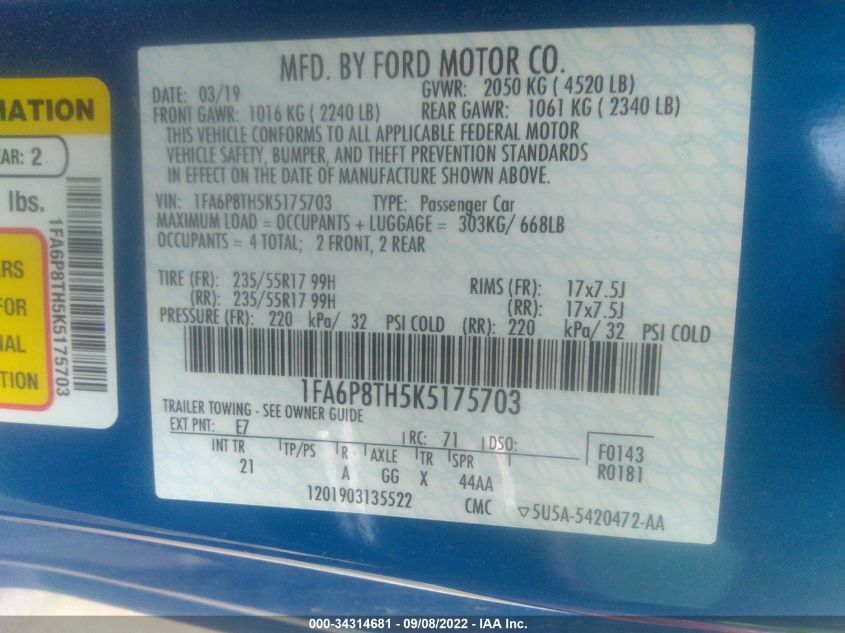 MFD. BY FORD MOTOR CO.
DATE: 03/19 GVWR: 2050 KG ( 4520 LB)
FRONT GAWR: 1016 KG ( 2240 LB) REAR GAWR: 1061 KG ( 2340 LB)
THIS VEHICLE CONFORMS TO ALL APPLICABLE FEDERAL MOTOR
VEHICLE SAFETY, BUMPER, AND THEFT PREVENTION STANDARDS
IN EFFECT ON THE DATE OF MANUFACTURE SHOWN ABOVE.
VIN: 1FA6P8TH5K5175703 TYPE: Passenger Car
MAXIMUM LOAD = OCCUPANTS + LUGGAGE = 303KG/ 668LB
OCCUPANTS = 4 TOTAL; 2 FRONT, 2 REAR
TIRE (FR): 235/55R17 99H RIMS (FR): 17x7.5J
(RR): 235/55R17 99H (RR): 17x7.5J
PRESSURE (FR): 220 kPa/ 32 PSI COLD (RR): 220 kPa/ 32 PSI COLD
1FA6P8TH5K5175703
TRAILER TOWING - SEE OWNER GUIDE
EXT PNT: E7 RC: 71 DSO:
INT TR TP/PS R AXLE TR SPR
21 A GG X 44AA
F0143
R0181
1201903135522 CMC ▽5U5A-5420472-AA
MATION
EAR: 2
lbs.
1FA6P8TH5K5175703
ERS
FOR
IAL
TION
000-34314681 - 09/08/2022 - IAA Inc.